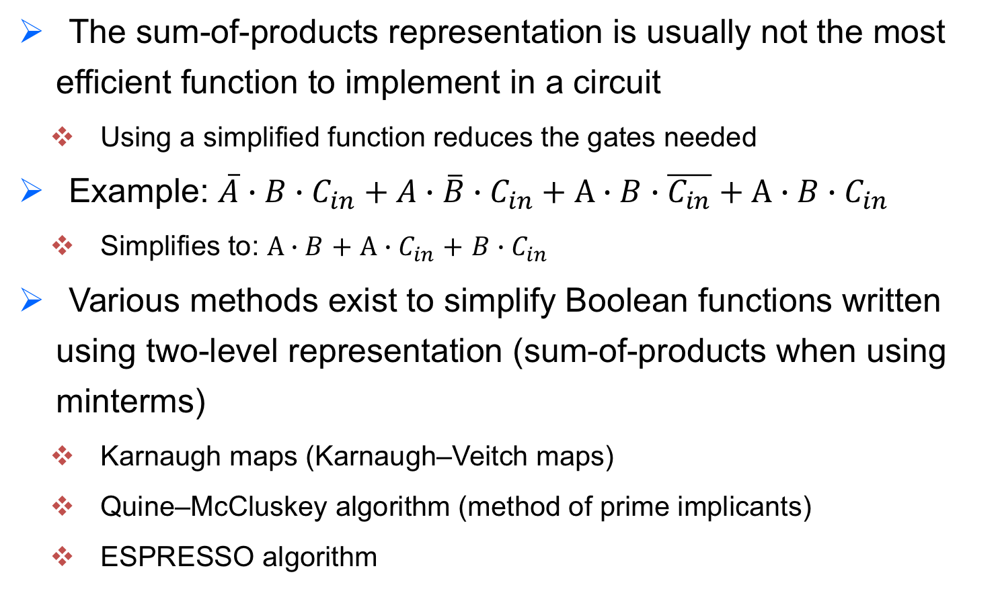 ➢ The sum-of-products representation is usually not the most
efficient function to implement in a circuit
❖ Using a simplified function reduces the gates needed
➢ Example: $\bar{A} \cdot B \cdot C_{in} + A \cdot \bar{B} \cdot C_{in} + \mathrm{A} \cdot B \cdot \overline{C_{in}} + \mathrm{A} \cdot B \cdot C_{in}$
❖ Simplifies to: $\mathrm{A} \cdot B + \mathrm{A} \cdot C_{in} + B \cdot C_{in}$
➢ Various methods exist to simplify Boolean functions written
using two-level representation (sum-of-products when using
minterms)
❖ Karnaugh maps (Karnaugh–Veitch maps)
❖ Quine–McCluskey algorithm (method of prime implicants)
❖ ESPRESSO algorithm